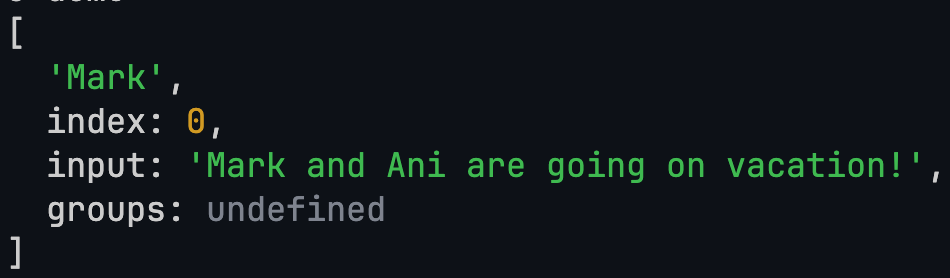 [
'Mark',
index: 0,
input: 'Mark and Ani are going on vacation!',
groups: undefined
]